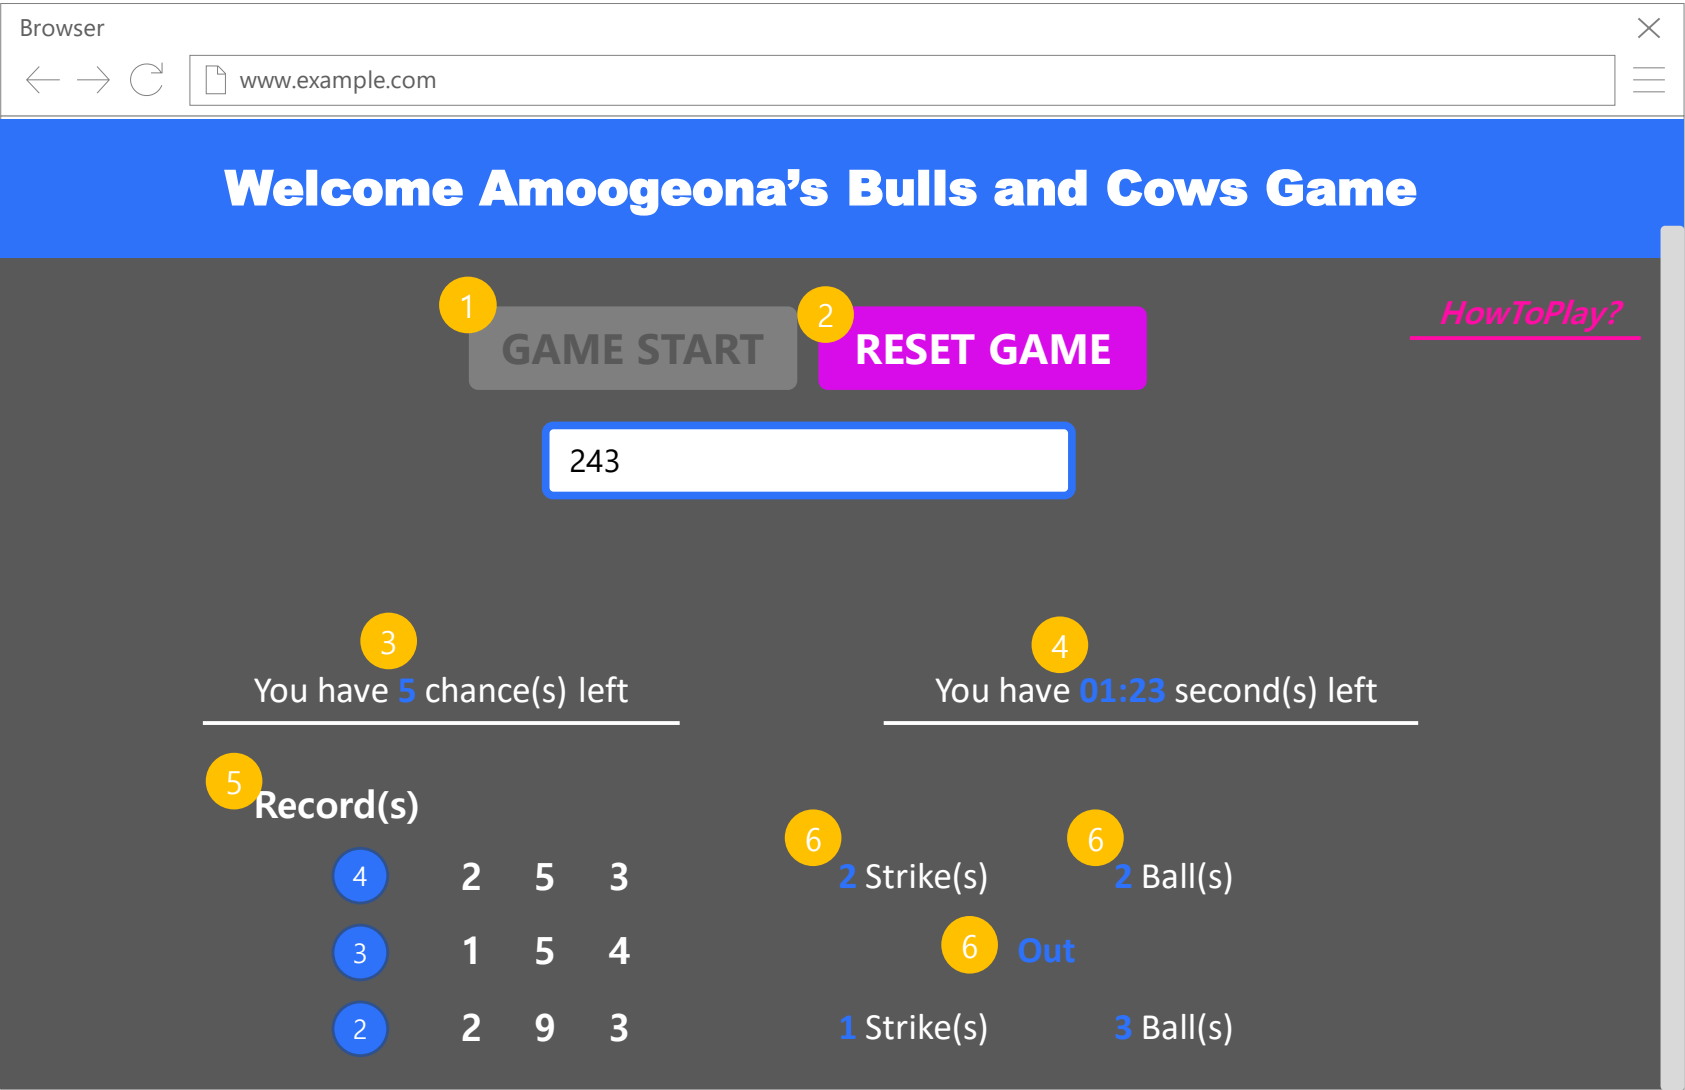 Browser
www.example.com
Welcome Amoogeona’s Bulls and Cows Game
1
GAME START
2
RESET GAME
HowToPlay?
243
3
You have 5 chance(s) left
4
You have 01:23 second(s) left
5
Record(s)
6
6
4 2 5 3 2 Strike(s) 2 Ball(s)
3 1 5 4 6 Out
2 2 9 3 1 Strike(s) 3 Ball(s)